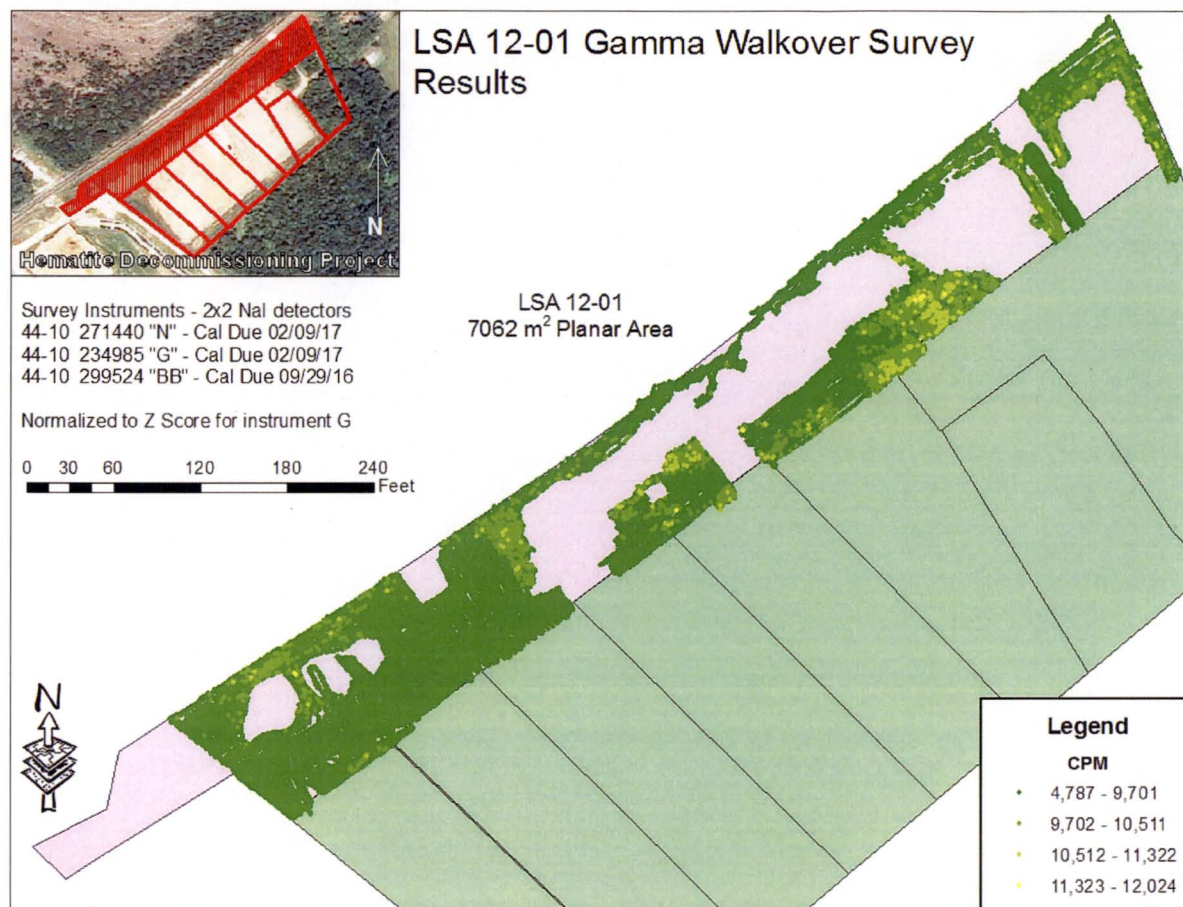 LSA 12-01 Gamma Walkover Survey
Results
N
Hematite Decommissioning Project
Survey Instruments - 2x2 NaI detectors
44-10 271440 "N" - Cal Due 02/09/17
44-10 234985 "G" - Cal Due 02/09/17
44-10 299524 "BB" - Cal Due 09/29/16
Normalized to Z Score for instrument G
0 30 60 120 180 240
Feet
LSA 12-01
7062 m² Planar Area
N
Legend
CPM
4,787 - 9,701
9,702 - 10,511
10,512 - 11,322
11,323 - 12,024